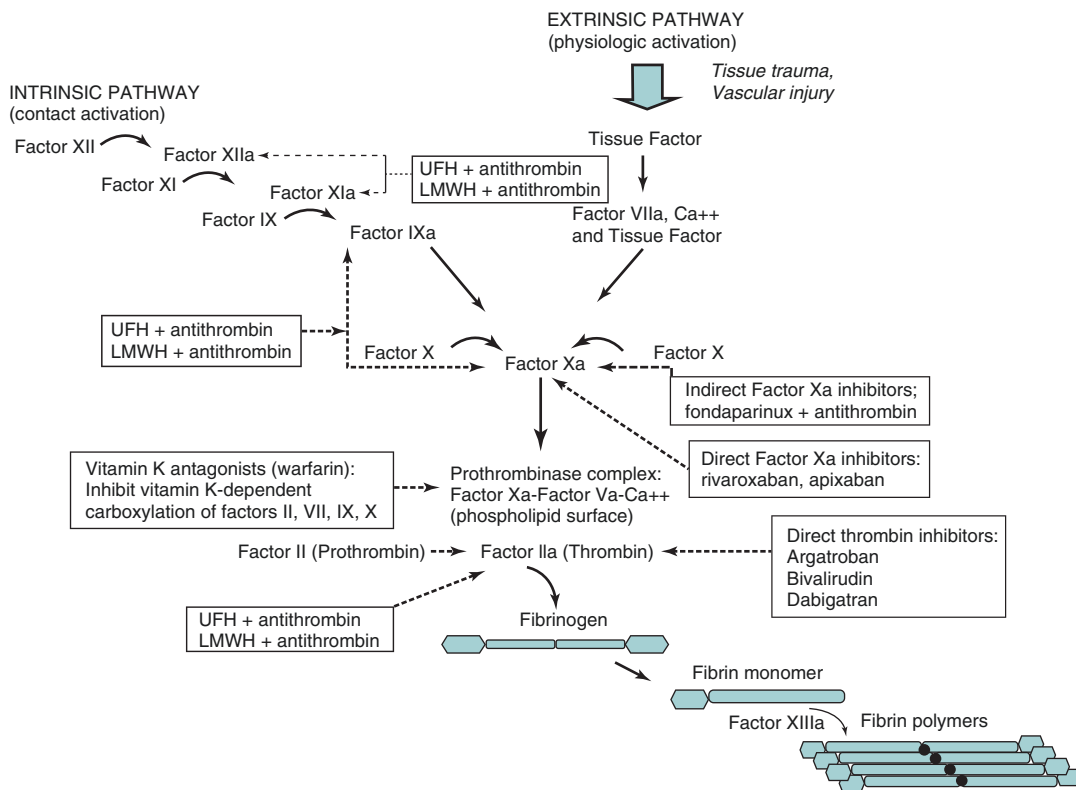 EXTRINSIC PATHWAY
(physiologic activation)
Tissue trauma,
Vascular injury
INTRINSIC PATHWAY
(contact activation)
Factor XII
Factor XIIa
Factor XI
Factor XIa
Factor IX
Factor IXa
UFH + antithrombin
LMWH + antithrombin
Tissue Factor
Factor VIIa, Ca++
and Tissue Factor
UFH + antithrombin
LMWH + antithrombin
Factor X
Factor Xa
Factor X
Indirect Factor Xa inhibitors;
fondaparinux + antithrombin
Direct Factor Xa inhibitors:
rivaroxaban, apixaban
Vitamin K antagonists (warfarin):
Inhibit vitamin K-dependent
carboxylation of factors II, VII, IX, X
Prothrombinase complex:
Factor Xa-Factor Va-Ca++
(phospholipid surface)
Factor II (Prothrombin)
Factor IIa (Thrombin)
Direct thrombin inhibitors:
Argatroban
Bivalirudin
Dabigatran
UFH + antithrombin
LMWH + antithrombin
Fibrinogen
Fibrin monomer
Factor XIIIa
Fibrin polymers